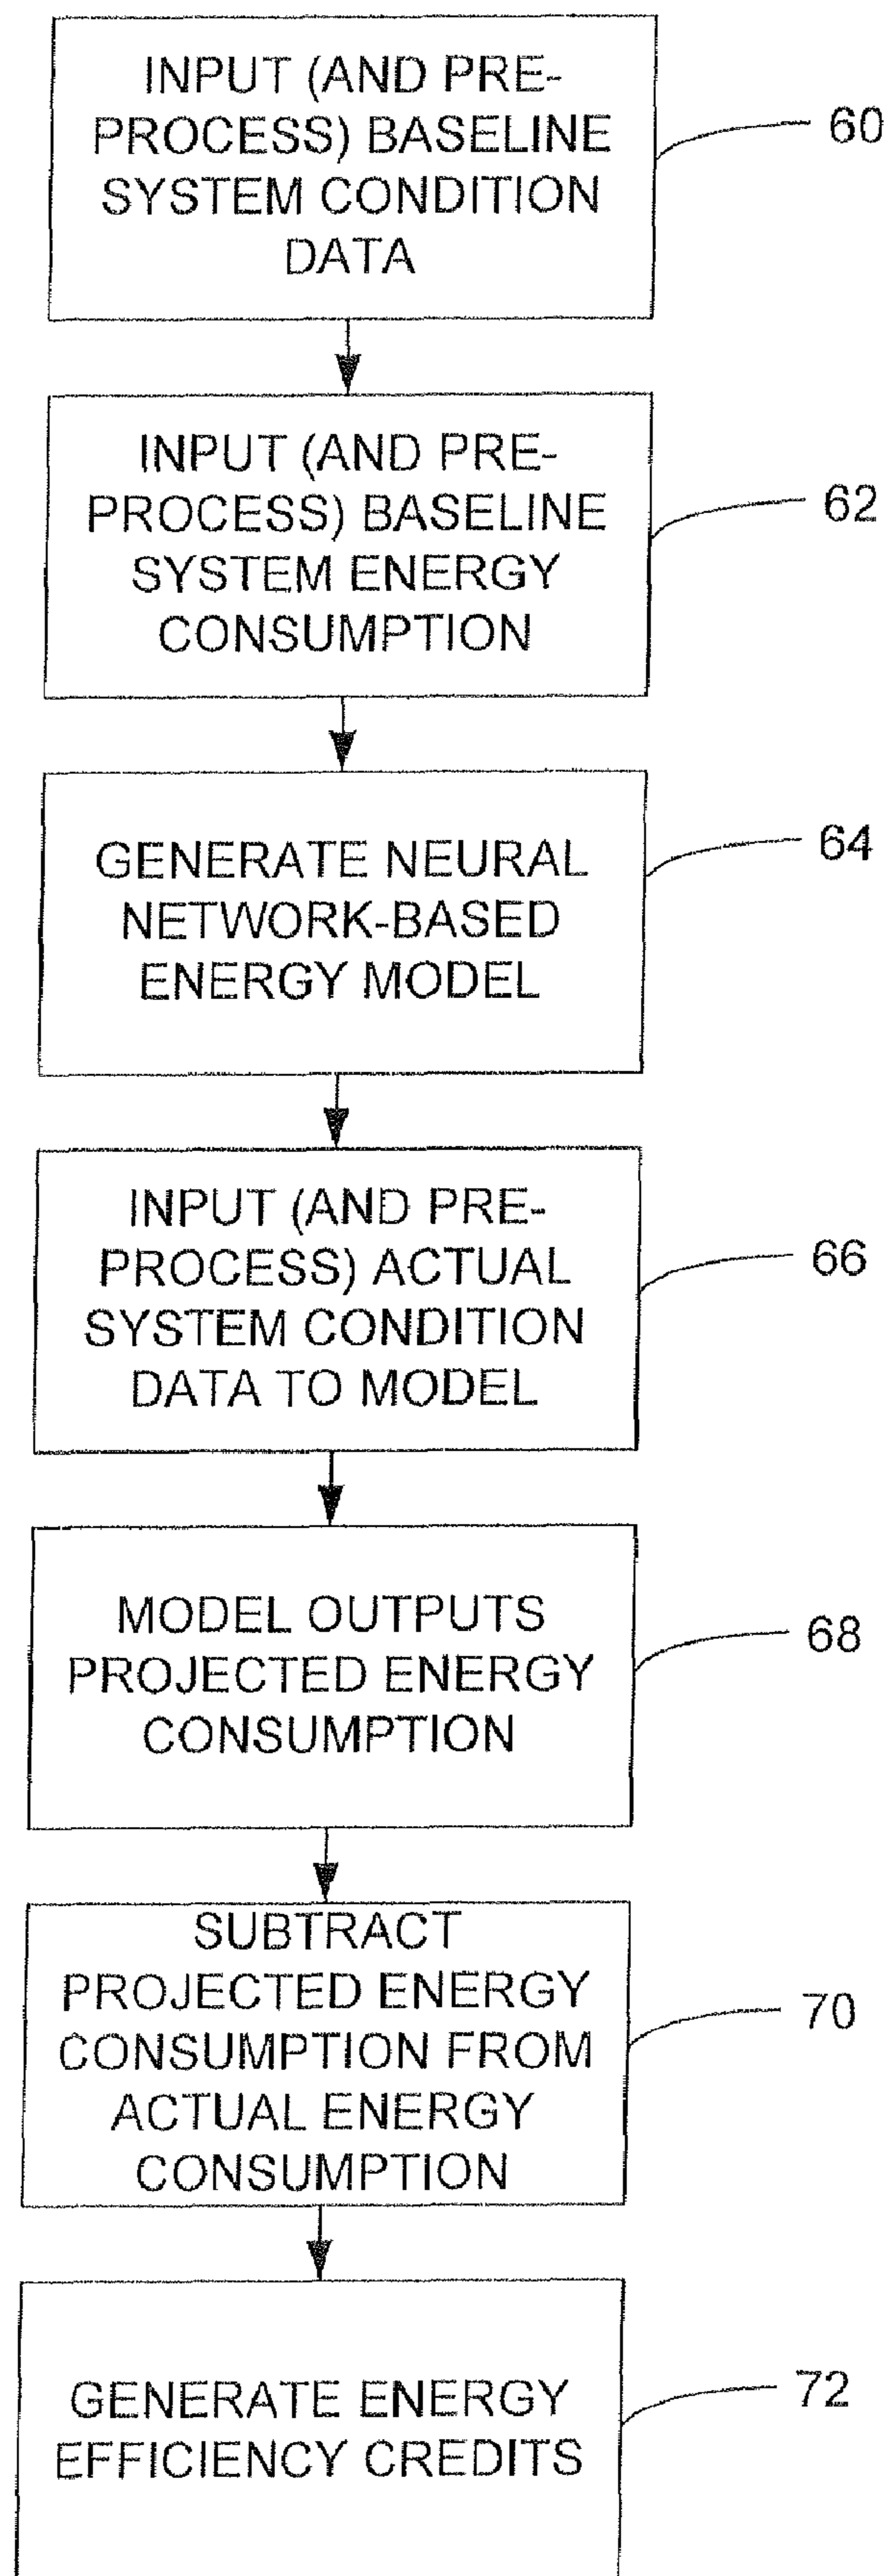 INPUT (AND PRE-
PROCESS) BASELINE
SYSTEM CONDITION
DATA
60
INPUT (AND PRE-
PROCESS) BASELINE
SYSTEM ENERGY
CONSUMPTION
62
GENERATE NEURAL
NETWORK-BASED
ENERGY MODEL
64
INPUT (AND PRE-
PROCESS) ACTUAL
SYSTEM CONDITION
DATA TO MODEL
66
MODEL OUTPUTS
PROJECTED ENERGY
CONSUMPTION
68
SUBTRACT
PROJECTED ENERGY
CONSUMPTION FROM
ACTUAL ENERGY
CONSUMPTION
70
GENERATE ENERGY
EFFICIENCY CREDITS
72